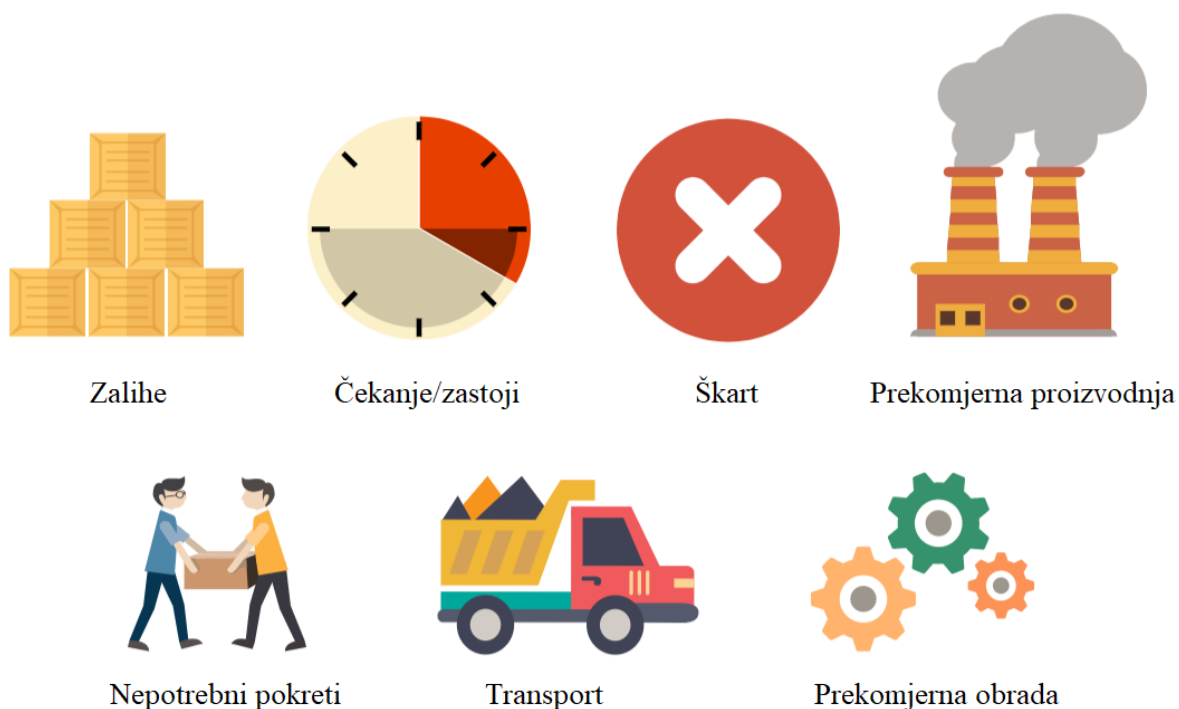 Zalihe
Čekanje/zastoji
Škart
Prekomjerna proizvodnja
Nepotrebni pokreti
Transport
Prekomjerna obrada